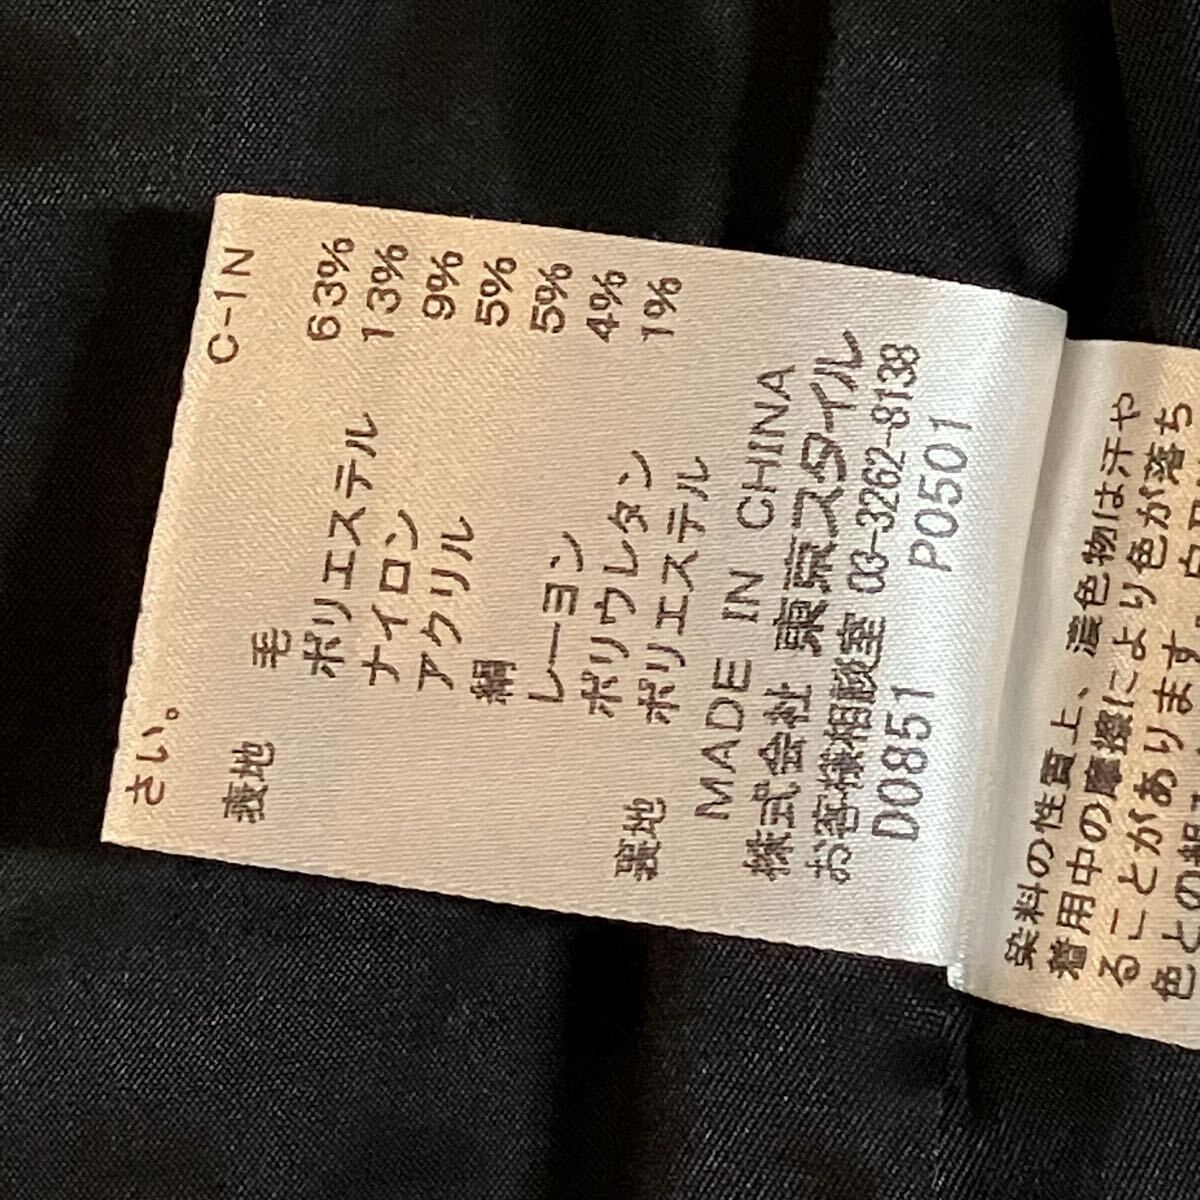 さい。 C-1N
表地 毛 63%
ポリエステル 13%
ナイロン 9%
アクリル 5%
絹 5%
レーヨン 4%
ポリウレタン 1%
裏地 ポリエステル
MADE IN CHINA
株式会社 東京スタイル
お客様相談室 03-3262-8138
D0851 P0501
染料の性質上、濃色物は汗や
着用中の摩擦により色が落ち
ることがあります。
色との